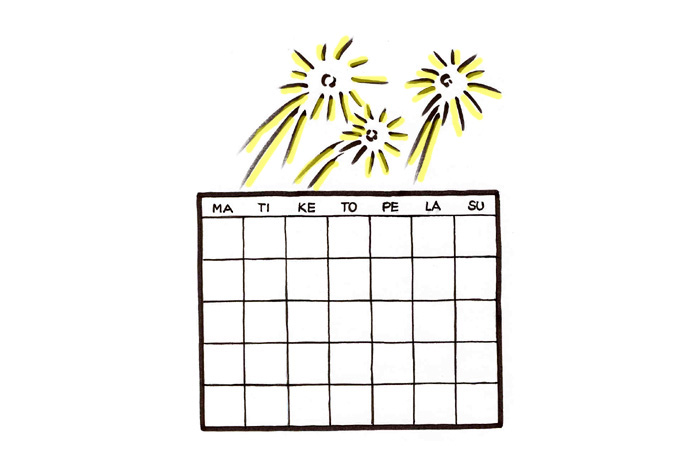 MA TI KE TO PE LA SU